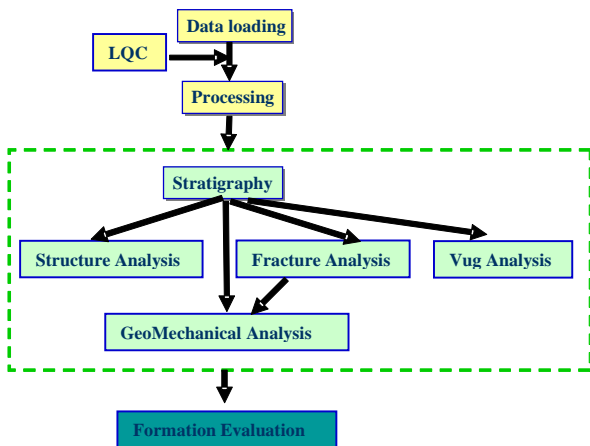 Data loading
LQC
Processing
Stratigraphy
Structure Analysis
Fracture Analysis
Vug Analysis
GeoMechanical Analysis
Formation Evaluation